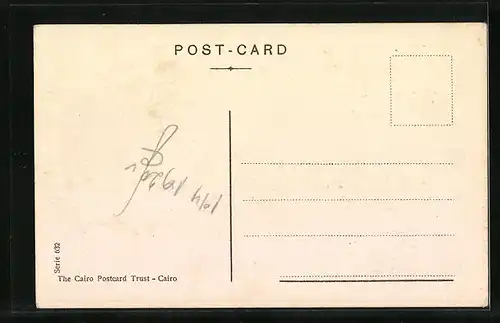 POST-CARD
Serie 632
The Cairo Postcard Trust - Cairo